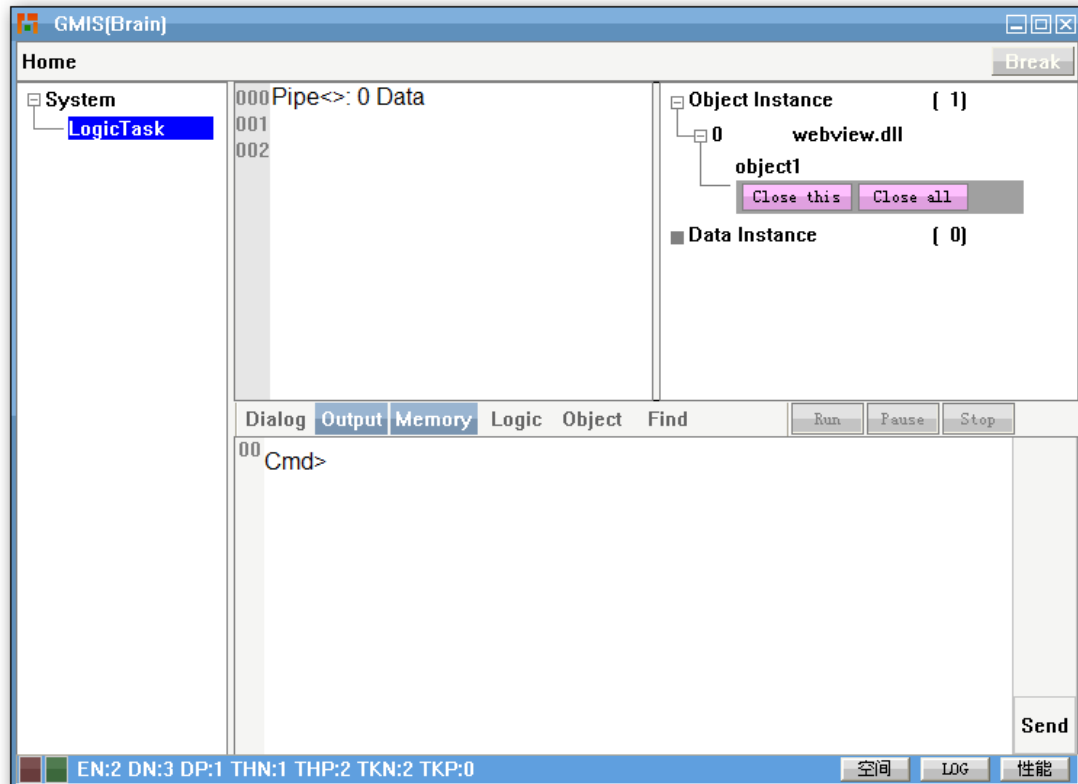 GMIS(Brain)
Home Break
System
LogicTask
000 Pipe<>: 0 Data
001
002
Object Instance ( 1)
0 webview.dll
object1
Close this Close all
Data Instance ( 0)
Dialog Output Memory Logic Object Find Run Pause Stop
00 Cmd>
Send
EN:2 DN:3 DP:1 THN:1 THP:2 TKN:2 TKP:0 空间 LOG 性能